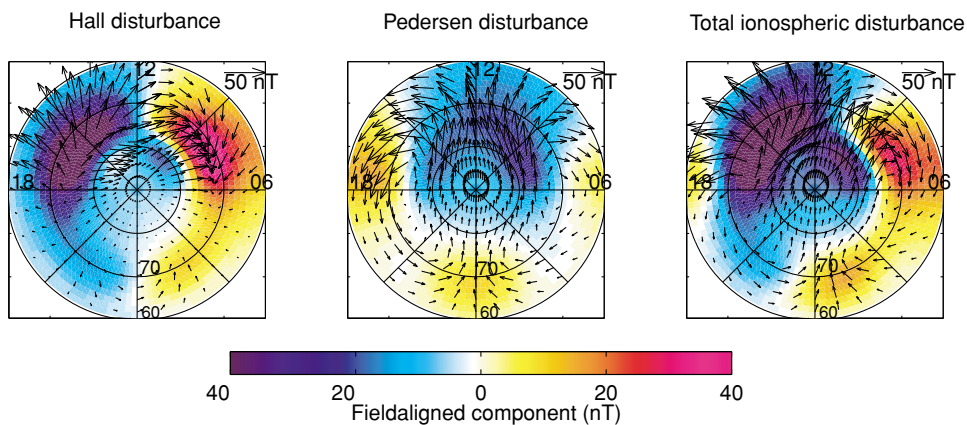 Hall disturbance
Pedersen disturbance
Total ionospheric disturbance
12
50 nT
18
06
70
60
12
50 nT
18
06
70
60
12
50 nT
18
06
70
60
40 20 0 20 40
Fieldaligned component (nT)